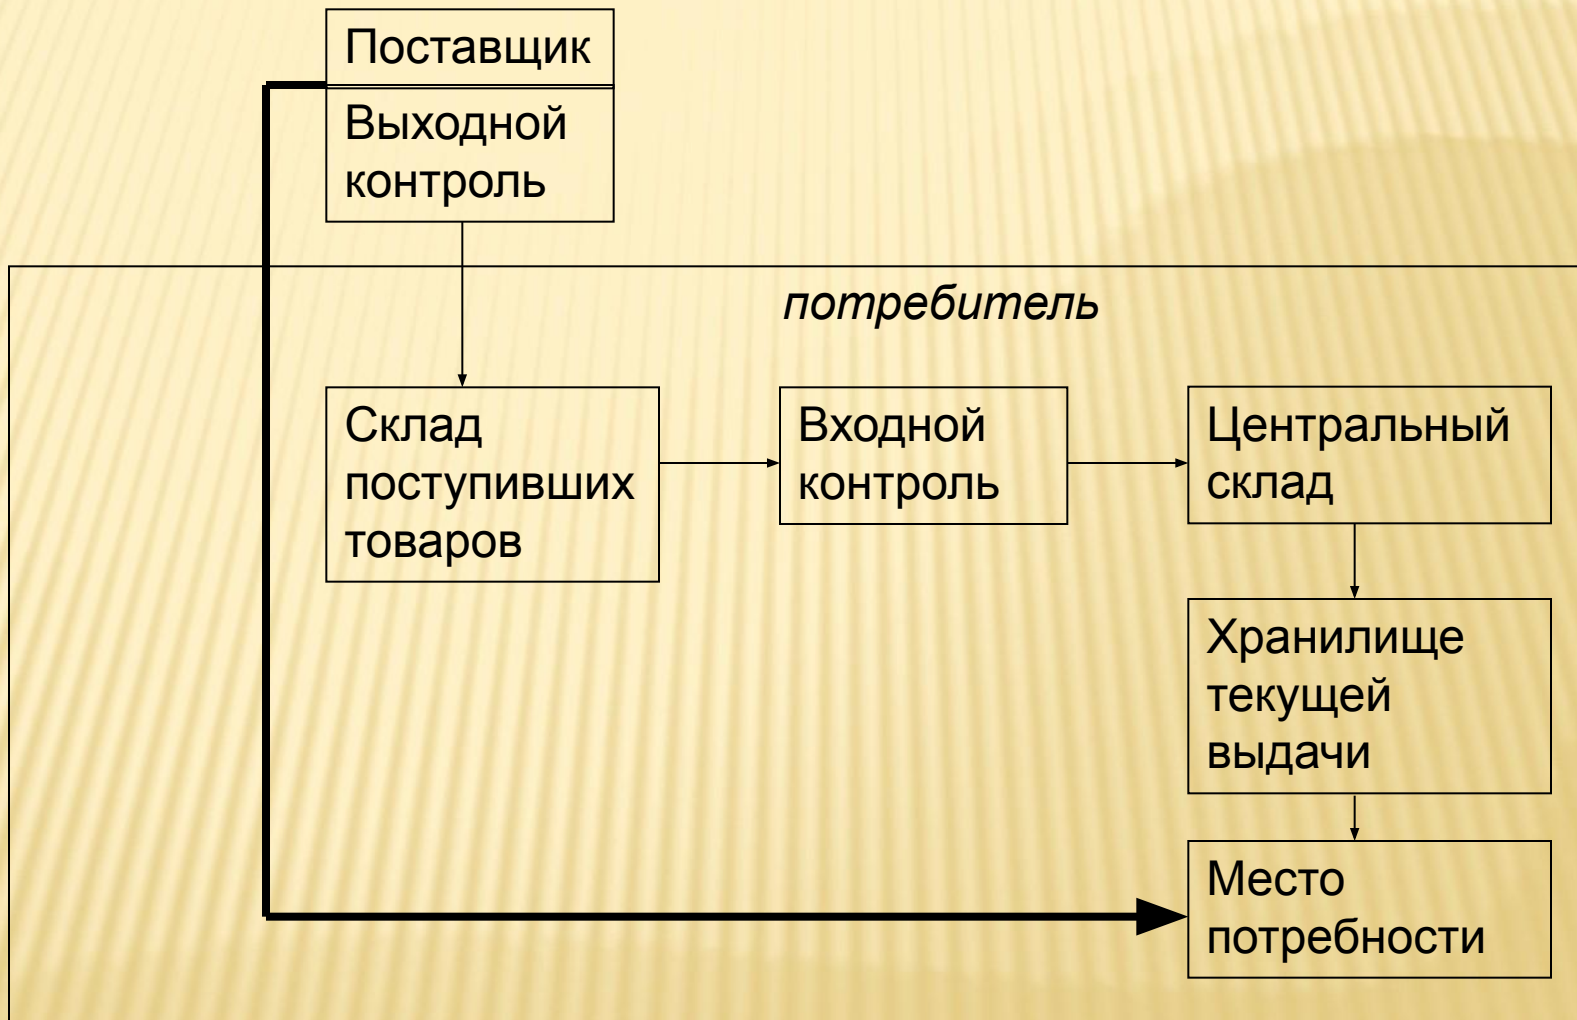 Поставщик
Выходной
контроль
потребитель
Склад
поступивших
товаров
Входной
контроль
Центральный
склад
Хранилище
текущей
выдачи
Место
потребности